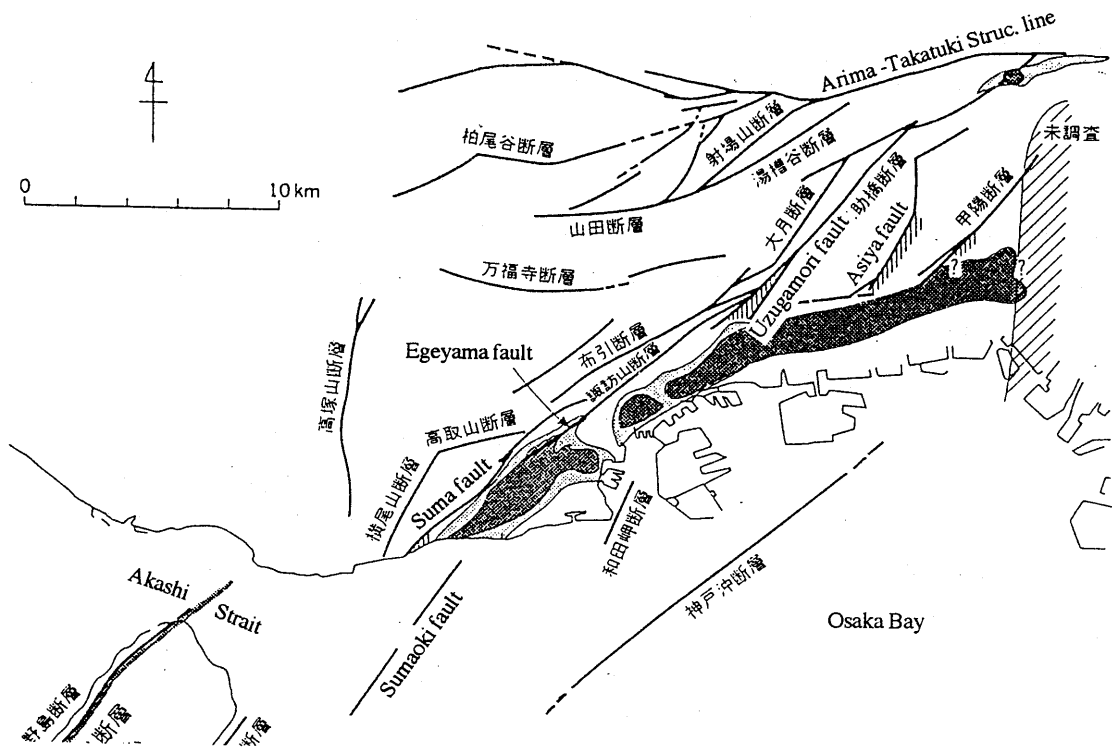 Arima -Takatuki Struc. line
未調査
柏尾谷断層
射場山断層
湯槽谷断層
0
10km
山田断層
大月断層
助橋断層
甲陽断層
Uzugamori fault
Asiya fault
万福寺断層
?
?
Egeyama fault
布引断層
諏訪山断層
高塚山断層
高取山断層
横尾山断層
Suma fault
和田岬断層
神戸沖断層
Akashi
Strait
Sumaoki fault
Osaka Bay
野島断層
断層
断層